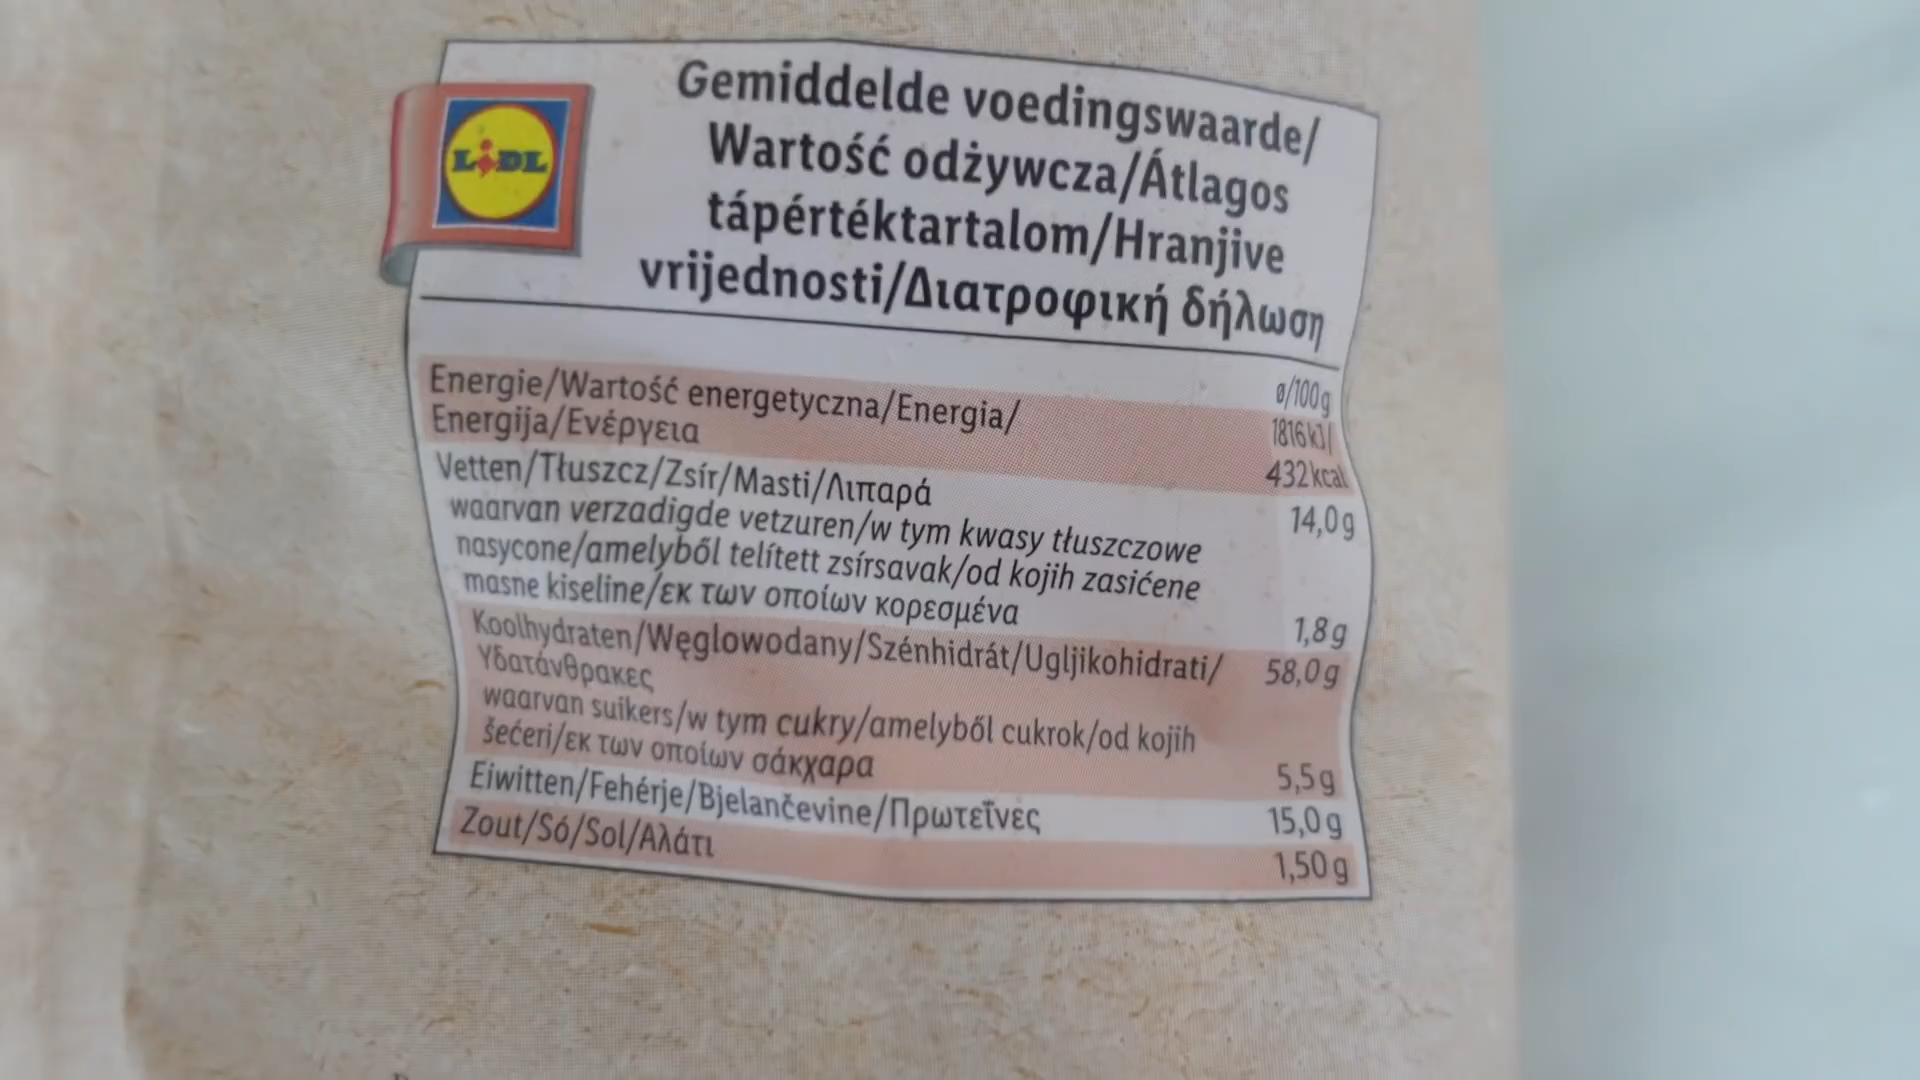 LiDL
Gemiddelde voedingswaarde/
Wartość odżywcza/Átlagos
tápértéktartalom/Hranjive
vrijednosti/Διατροφική δήλωση
ø/100g
Energie/Wartość energetyczna/Energia/ 1816 kJ/
Energija/Ενέργεια 432 kcal
Vetten/Tłuszcz/Zsír/Masti/Λιπαρά 14,0 g
waarvan verzadigde vetzuren/w tym kwasy tłuszczowe
nasycone/amelyből telített zsírsavak/od kojih zasićene
masne kiseline/εκ των οποίων κορεσμένα 1,8 g
Koolhydraten/Węglowodany/Szénhidrát/Ugljikohidrati/ 58,0 g
Υδατάνθρακες
waarvan suikers/w tym cukry/amelyből cukrok/od kojih
šećeri/εκ των οποίων σάκχαρα 5,5 g
Eiwitten/Fehérje/Bjelančevine/Πρωτεΐνες 15,0 g
Zout/Só/Sol/Αλάτι 1,50 g